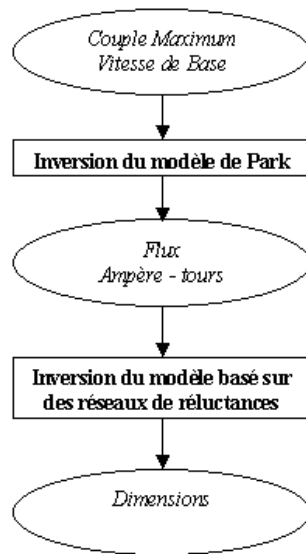 Couple Maximum
Vitesse de Base
Inversion du modèle de Park
Flux
Ampère - tours
Inversion du modèle basé sur
des réseaux de réluctances
Dimensions